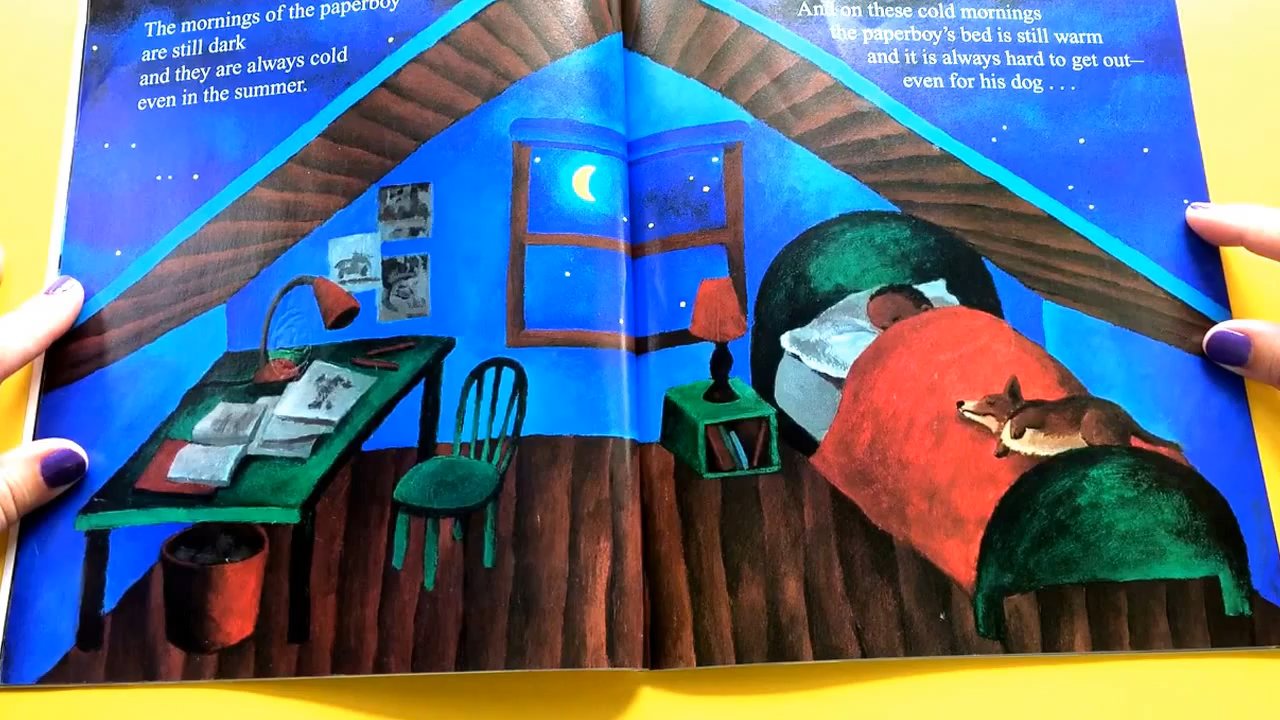 The mornings of the paperboy
are still dark
and they are always cold
even in the summer.
And on these cold mornings
the paperboy's bed is still warm
and it is always hard to get out—
even for his dog . . .